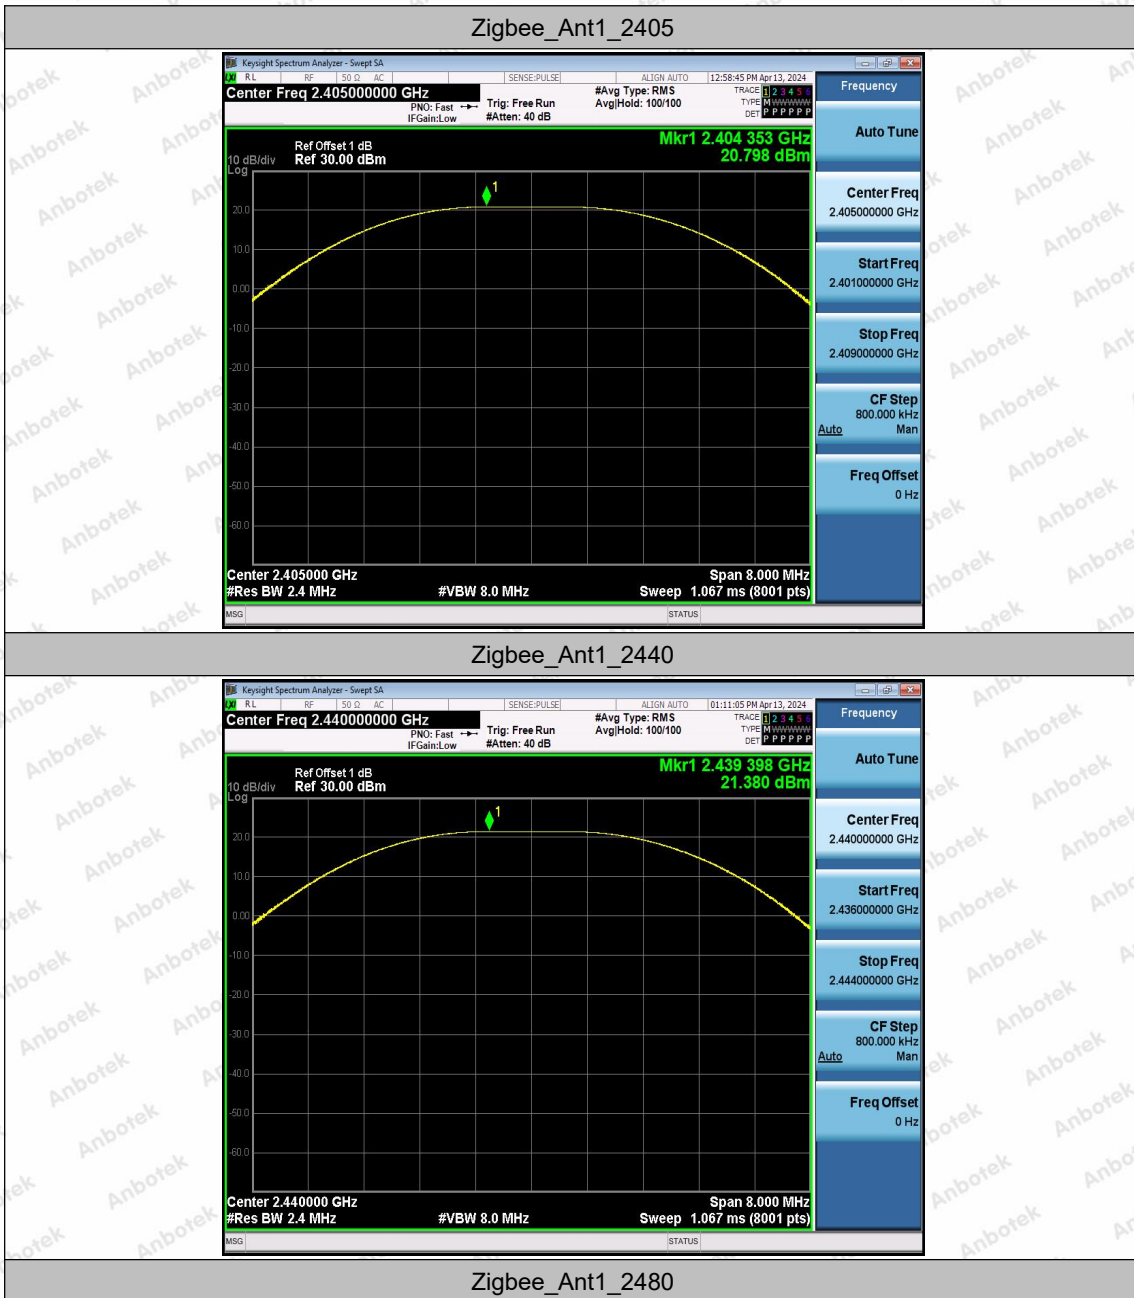 Zigbee_Ant1_2405
Keysight Spectrum Analyzer - Swept SA
LXI RL RF 50 Ω AC SENSE:PULSE ALIGN AUTO 12:58:45 PM Apr 13, 2024
Center Freq 2.405000000 GHz #Avg Type: RMS TRACE 1 2 3 4 5 6
PNO: Fast Trig: Free Run Avg|Hold: 100/100 TYPE M W W W W W
IFGain:Low #Atten: 40 dB DET P P P P P P
Frequency
Mkr1 2.404 353 GHz
20.798 dBm
Ref Offset 1 dB
10 dB/div Ref 30.00 dBm
Log
1
20.0
10.0
0.00
-10.0
-20.0
-30.0
-40.0
-50.0
-60.0
Center 2.405000 GHz Span 8.000 MHz
#Res BW 2.4 MHz #VBW 8.0 MHz Sweep 1.067 ms (8001 pts)
MSG STATUS
Auto Tune
Center Freq
2.405000000 GHz
Start Freq
2.401000000 GHz
Stop Freq
2.409000000 GHz
CF Step
800.000 kHz
Auto Man
Freq Offset
0 Hz
Zigbee_Ant1_2440
Keysight Spectrum Analyzer - Swept SA
LXI RL RF 50 Ω AC SENSE:PULSE ALIGN AUTO 01:11:05 PM Apr 13, 2024
Center Freq 2.440000000 GHz #Avg Type: RMS TRACE 1 2 3 4 5 6
PNO: Fast Trig: Free Run Avg|Hold: 100/100 TYPE M W W W W W
IFGain:Low #Atten: 40 dB DET P P P P P P
Frequency
Mkr1 2.439 398 GHz
21.380 dBm
Ref Offset 1 dB
10 dB/div Ref 30.00 dBm
Log
1
20.0
10.0
0.00
-10.0
-20.0
-30.0
-40.0
-50.0
-60.0
Center 2.440000 GHz Span 8.000 MHz
#Res BW 2.4 MHz #VBW 8.0 MHz Sweep 1.067 ms (8001 pts)
MSG STATUS
Auto Tune
Center Freq
2.440000000 GHz
Start Freq
2.436000000 GHz
Stop Freq
2.444000000 GHz
CF Step
800.000 kHz
Auto Man
Freq Offset
0 Hz
Zigbee_Ant1_2480
Anbotek